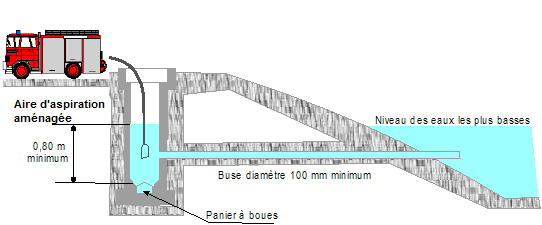 Aire d'aspiration
aménagée
Niveau des eaux les plus basses
0,80 m
minimum
Buse diamètre 100 mm minimum
Panier à boues